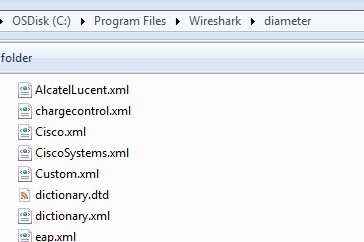 OSDisk (C:) Program Files Wireshark diameter
folder
AlcatelLucent.xml
chargecontrol.xml
Cisco.xml
CiscoSystems.xml
Custom.xml
dictionary.dtd
dictionary.xml
eap.xml